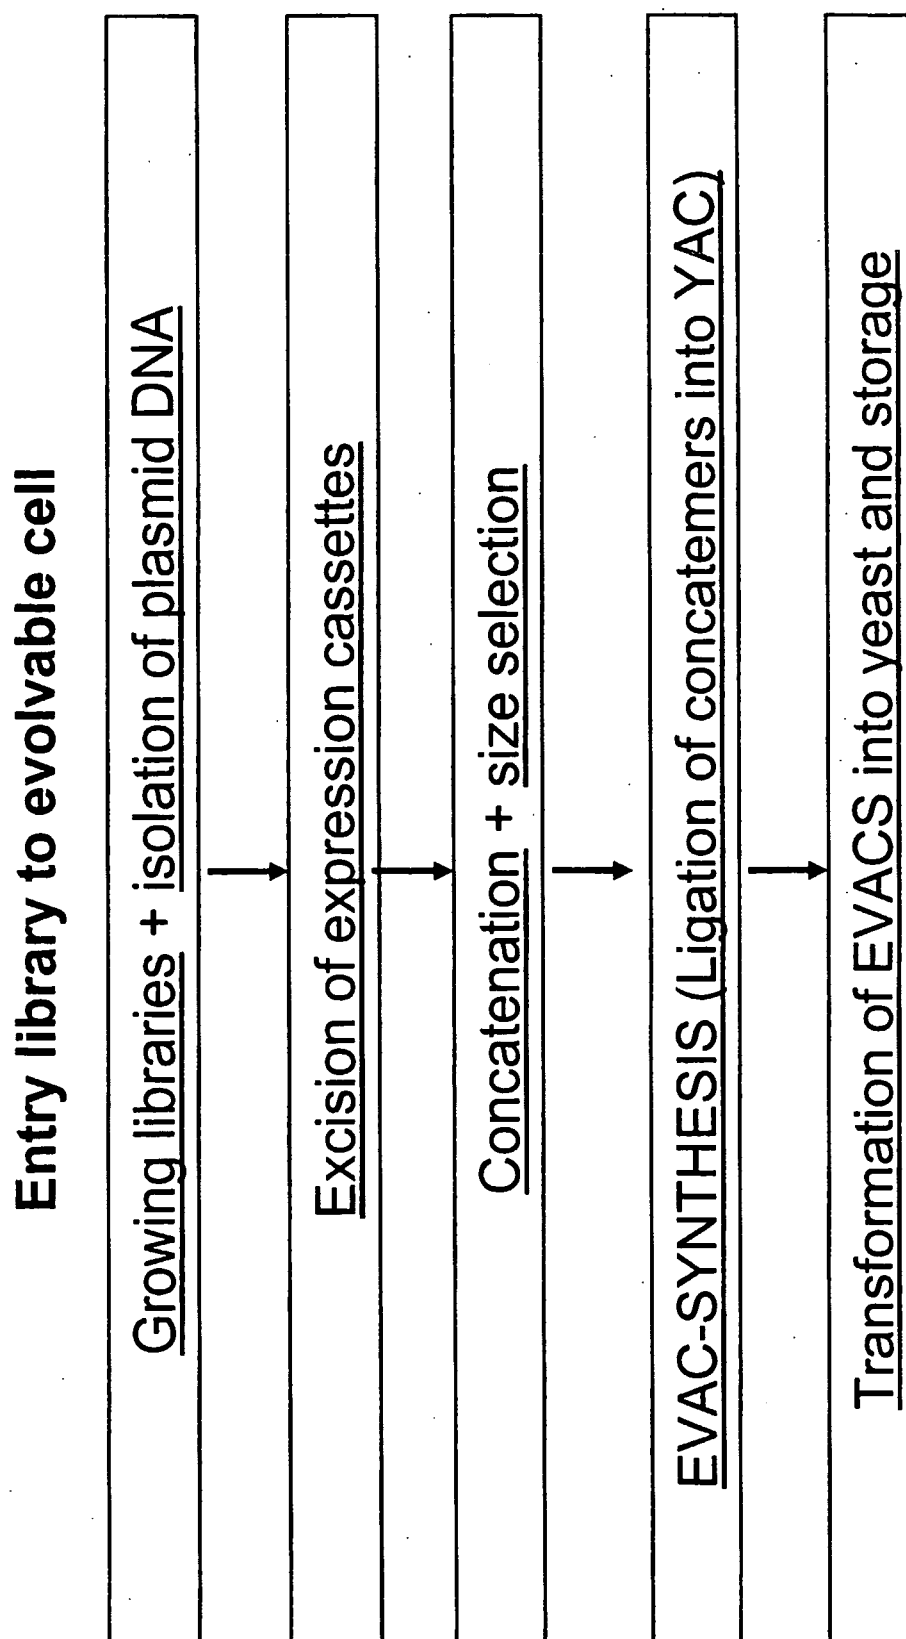 Entry library to evolvable cell
Growing libraries + isolation of plasmid DNA
Excision of expression cassettes
Concatenation + size selection
EVAC-SYNTHESIS (Ligation of concatemers into YAC)
Transformation of EVACS into yeast and storage